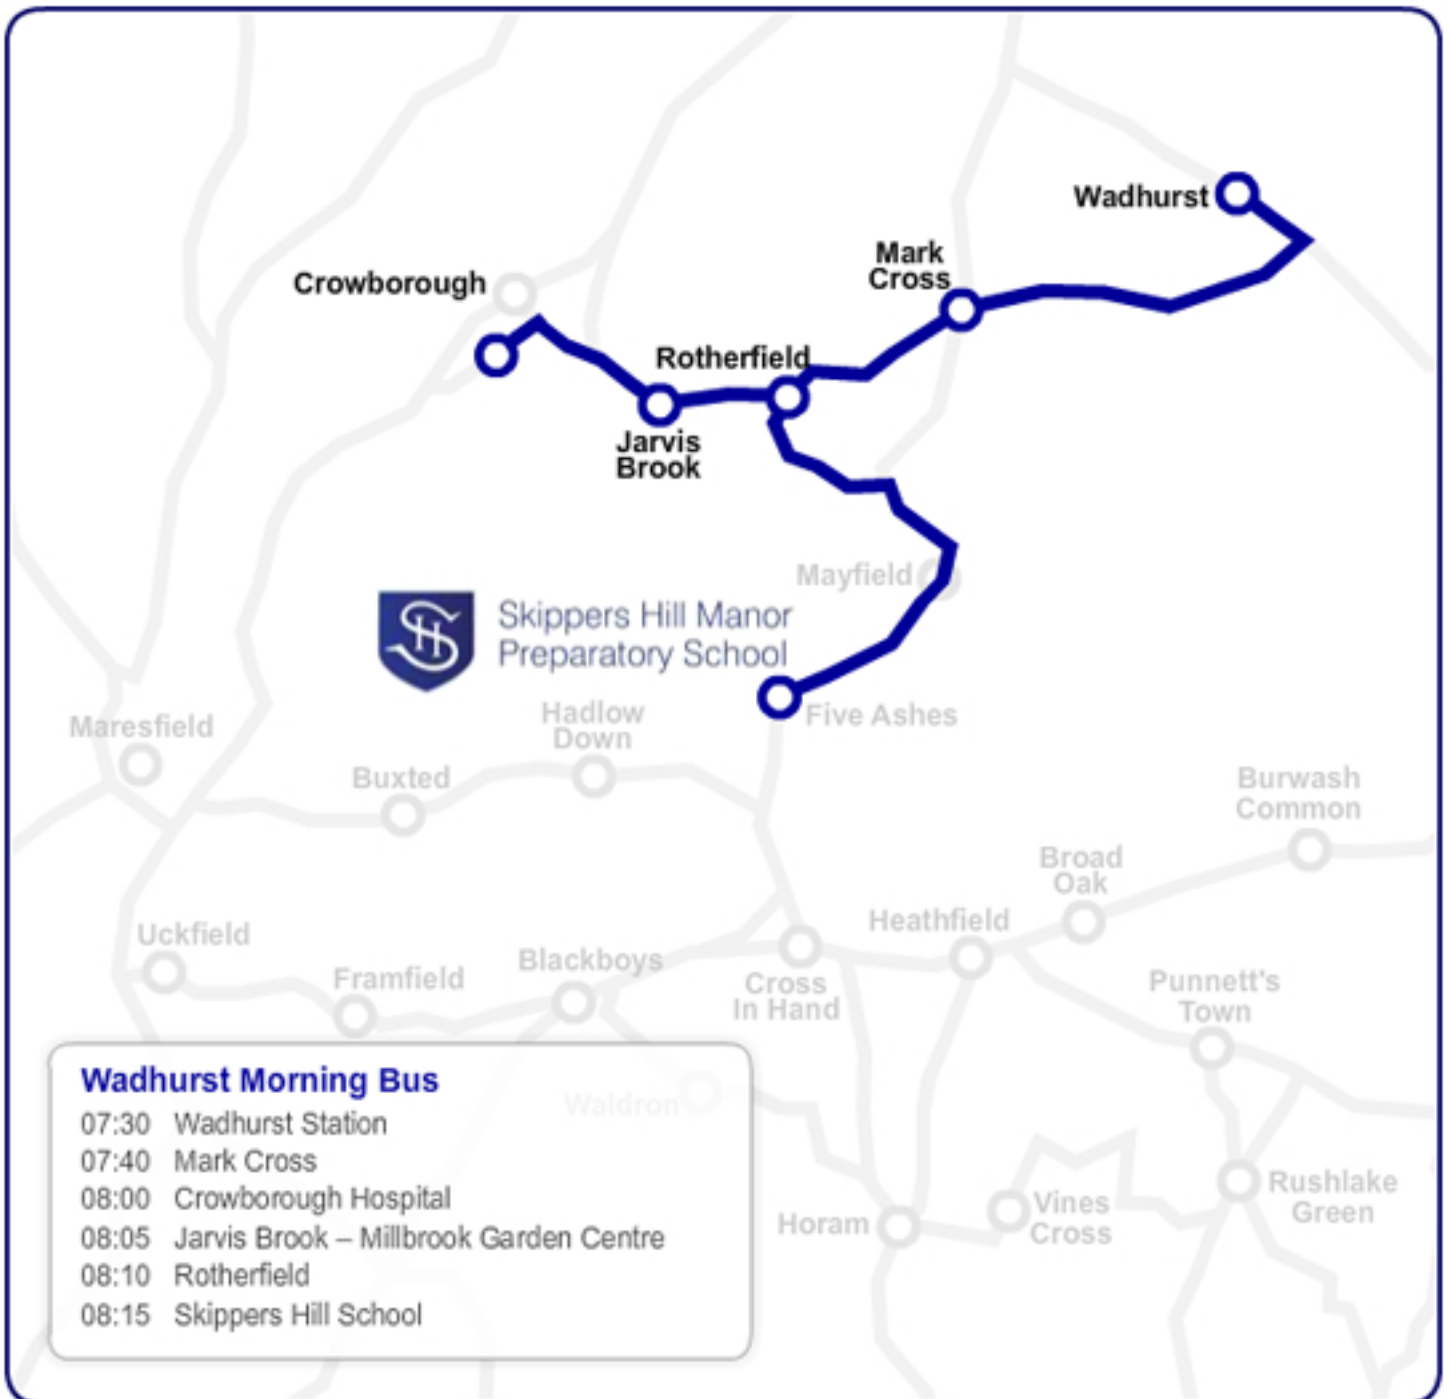 Wadhurst
Mark
Cross
Crowborough
Rotherfield
Jarvis
Brook
Mayfield
SH
Skippers Hill Manor
Preparatory School
Five Ashes
Hadlow
Down
Maresfield
Buxted
Burwash
Common
Broad
Oak
Heathfield
Uckfield
Blackboys
Framfield
Cross
In Hand
Punnett's
Town
Waldron
Rushlake
Green
Vines
Cross
Horam
Wadhurst Morning Bus
07:30 Wadhurst Station
07:40 Mark Cross
08:00 Crowborough Hospital
08:05 Jarvis Brook – Millbrook Garden Centre
08:10 Rotherfield
08:15 Skippers Hill School